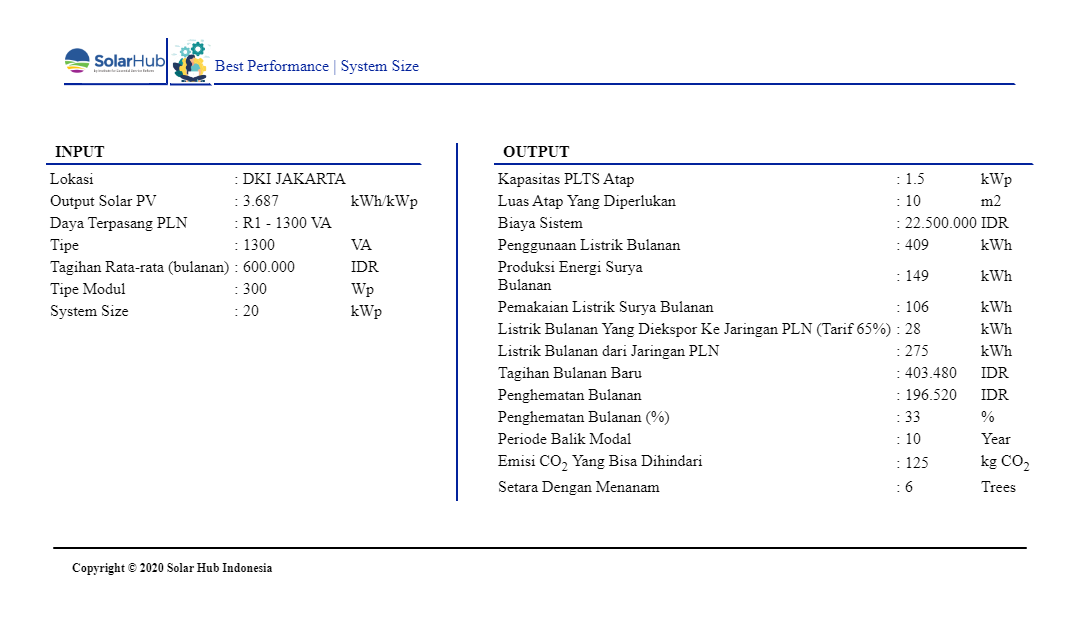 SolarHub
Best Performance | System Size
INPUT
Lokasi : DKI JAKARTA
Output Solar PV : 3.687 kWh/kWp
Daya Terpasang PLN : R1 - 1300 VA
Tipe : 1300 VA
Tagihan Rata-rata (bulanan) : 600.000 IDR
Tipe Modul : 300 Wp
System Size : 20 kWp
OUTPUT
Kapasitas PLTS Atap : 1.5 kWp
Luas Atap Yang Diperlukan : 10 m2
Biaya Sistem : 22.500.000 IDR
Penggunaan Listrik Bulanan : 409 kWh
Produksi Energi Surya
Bulanan : 149 kWh
Pemakaian Listrik Surya Bulanan : 106 kWh
Listrik Bulanan Yang Diekspor Ke Jaringan PLN (Tarif 65%) : 28 kWh
Listrik Bulanan dari Jaringan PLN : 275 kWh
Tagihan Bulanan Baru : 403.480 IDR
Penghematan Bulanan : 196.520 IDR
Penghematan Bulanan (%) : 33 %
Periode Balik Modal : 10 Year
Emisi CO₂ Yang Bisa Dihindari : 125 kg CO₂
Setara Dengan Menanam : 6 Trees
Copyright © 2020 Solar Hub Indonesia